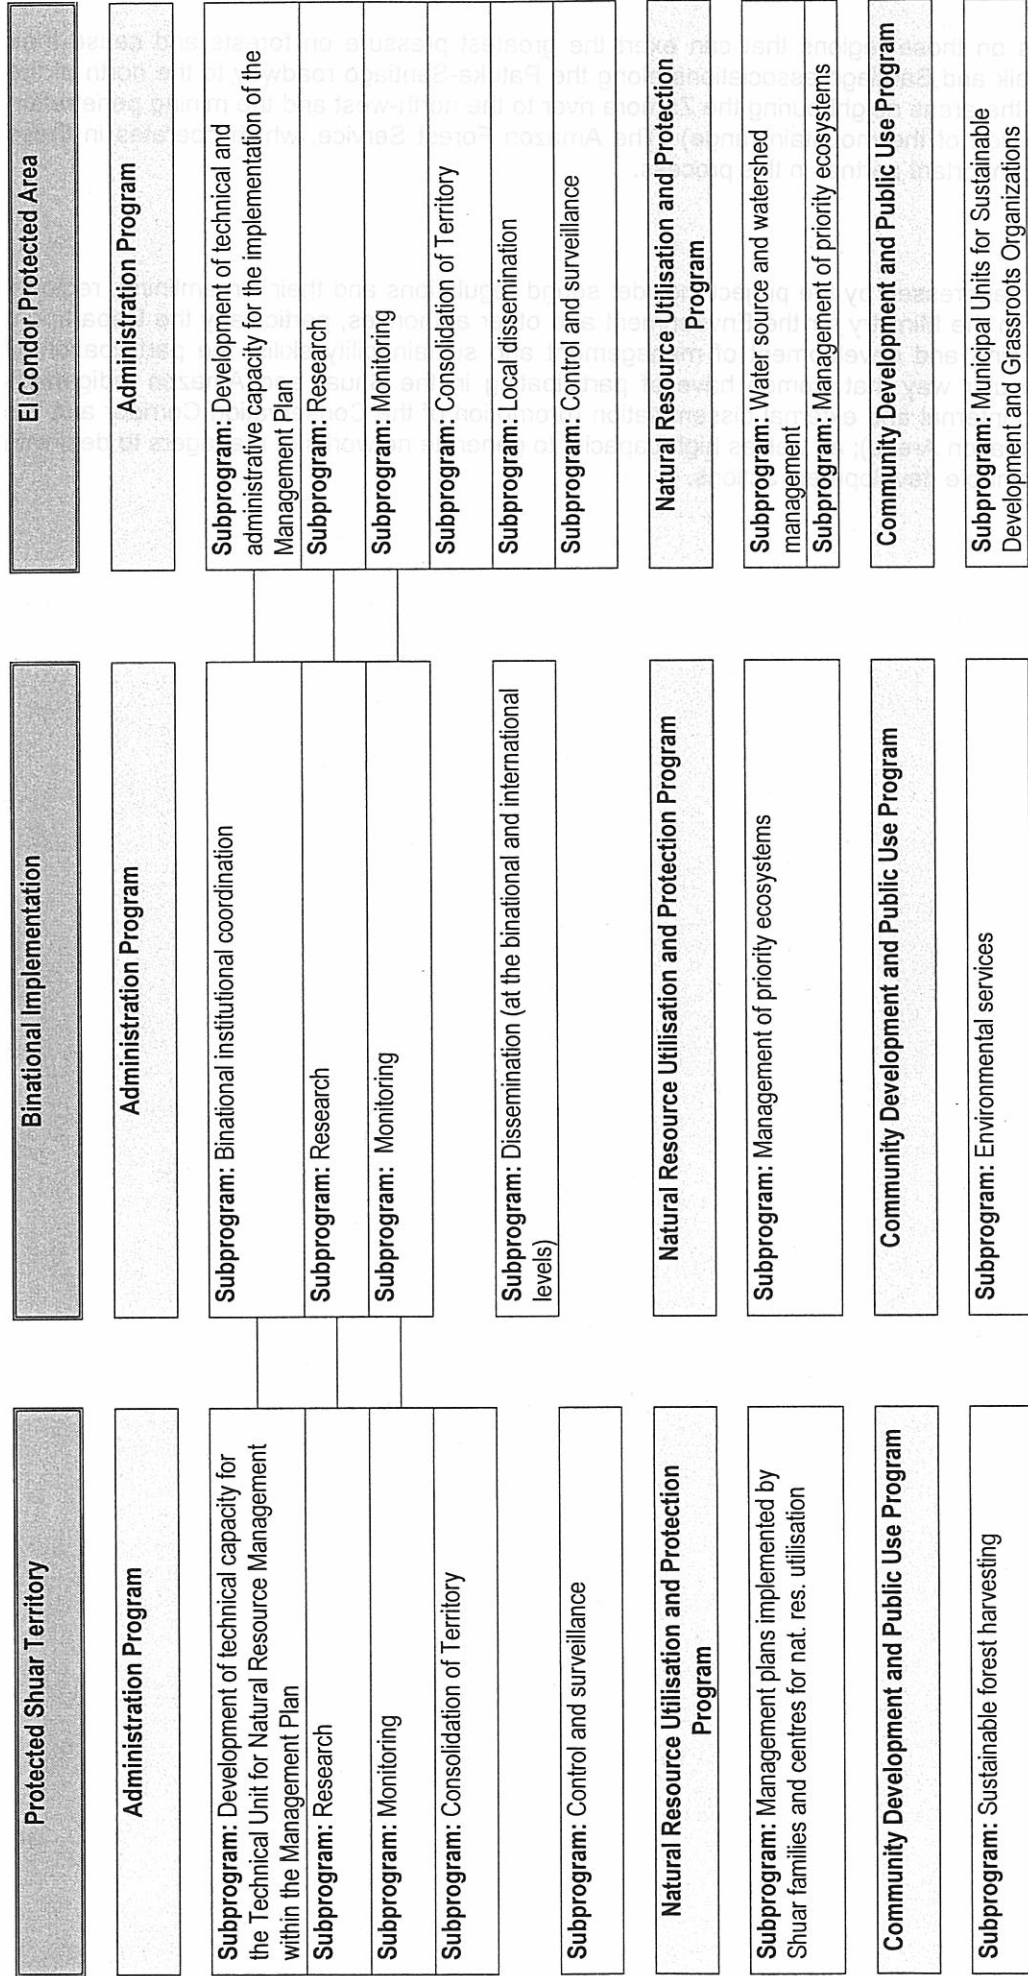 Protected Shuar Territory
Administration Program
Subprogram: Development of technical capacity for
the Technical Unit for Natural Resource Management
within the Management Plan
Subprogram: Research
Subprogram: Monitoring
Subprogram: Consolidation of Territory
Subprogram: Control and surveillance
Natural Resource Utilisation and Protection
Program
Subprogram: Management plans implemented by
Shuar families and centres for nat. res. utilisation
Community Development and Public Use Program
Subprogram: Sustainable forest harvesting
Binational Implementation
Administration Program
Subprogram: Binational institutional coordination
Subprogram: Research
Subprogram: Monitoring
Subprogram: Dissemination (at the binational and international
levels)
Natural Resource Utilisation and Protection Program
Subprogram: Management of priority ecosystems
Community Development and Public Use Program
Subprogram: Environmental services
El Condor Protected Area
Administration Program
Subprogram: Development of technical and
administrative capacity for the implementation of the
Management Plan
Subprogram: Research
Subprogram: Monitoring
Subprogram: Consolidation of Territory
Subprogram: Local dissemination
Subprogram: Control and surveillance
Natural Resource Utilisation and Protection
Program
Subprogram: Water source and watershed
management
Subprogram: Management of priority ecosystems
Community Development and Public Use Program
Subprogram: Municipal Units for Sustainable
Development and Grassroots Organizations